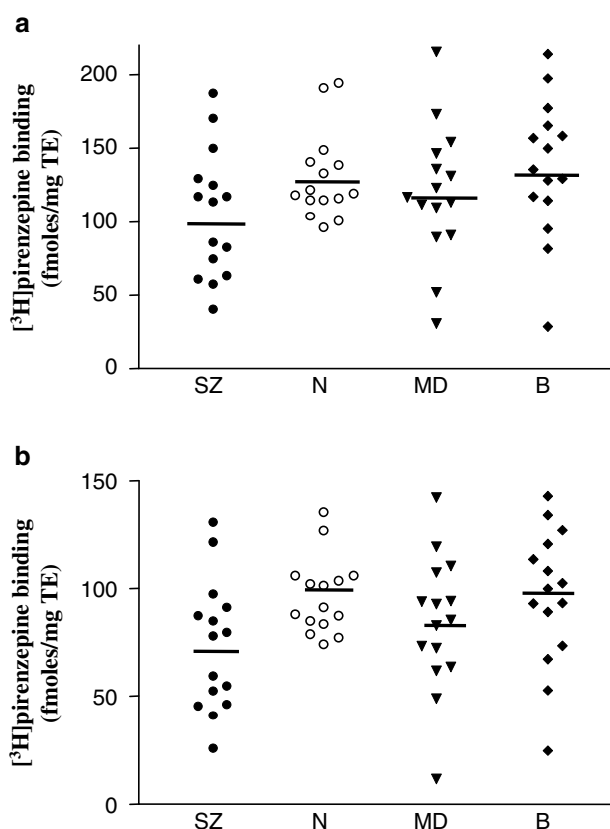 a
[³H]pirenzepine binding
(fmoles/mg TE)
200
150
100
50
0
SZ N MD B
b
[³H]pirenzepine binding
(fmoles/mg TE)
150
100
50
0
SZ N MD B